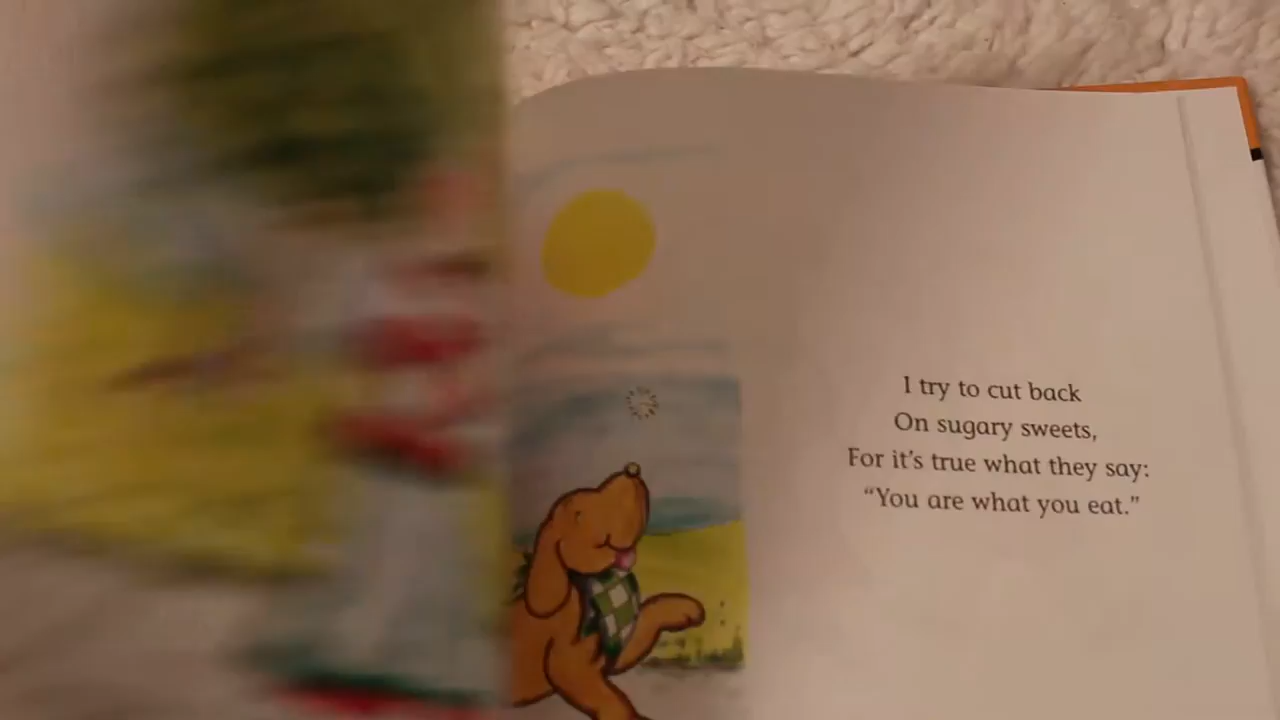 I try to cut back
On sugary sweets,
For it's true what they say:
“You are what you eat.”